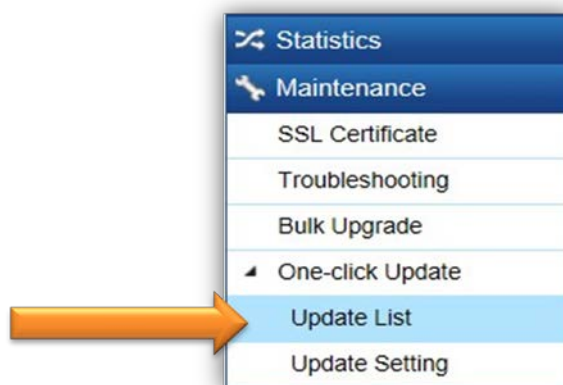 Statistics
Maintenance
SSL Certificate
Troubleshooting
Bulk Upgrade
One-click Update
Update List
Update Setting